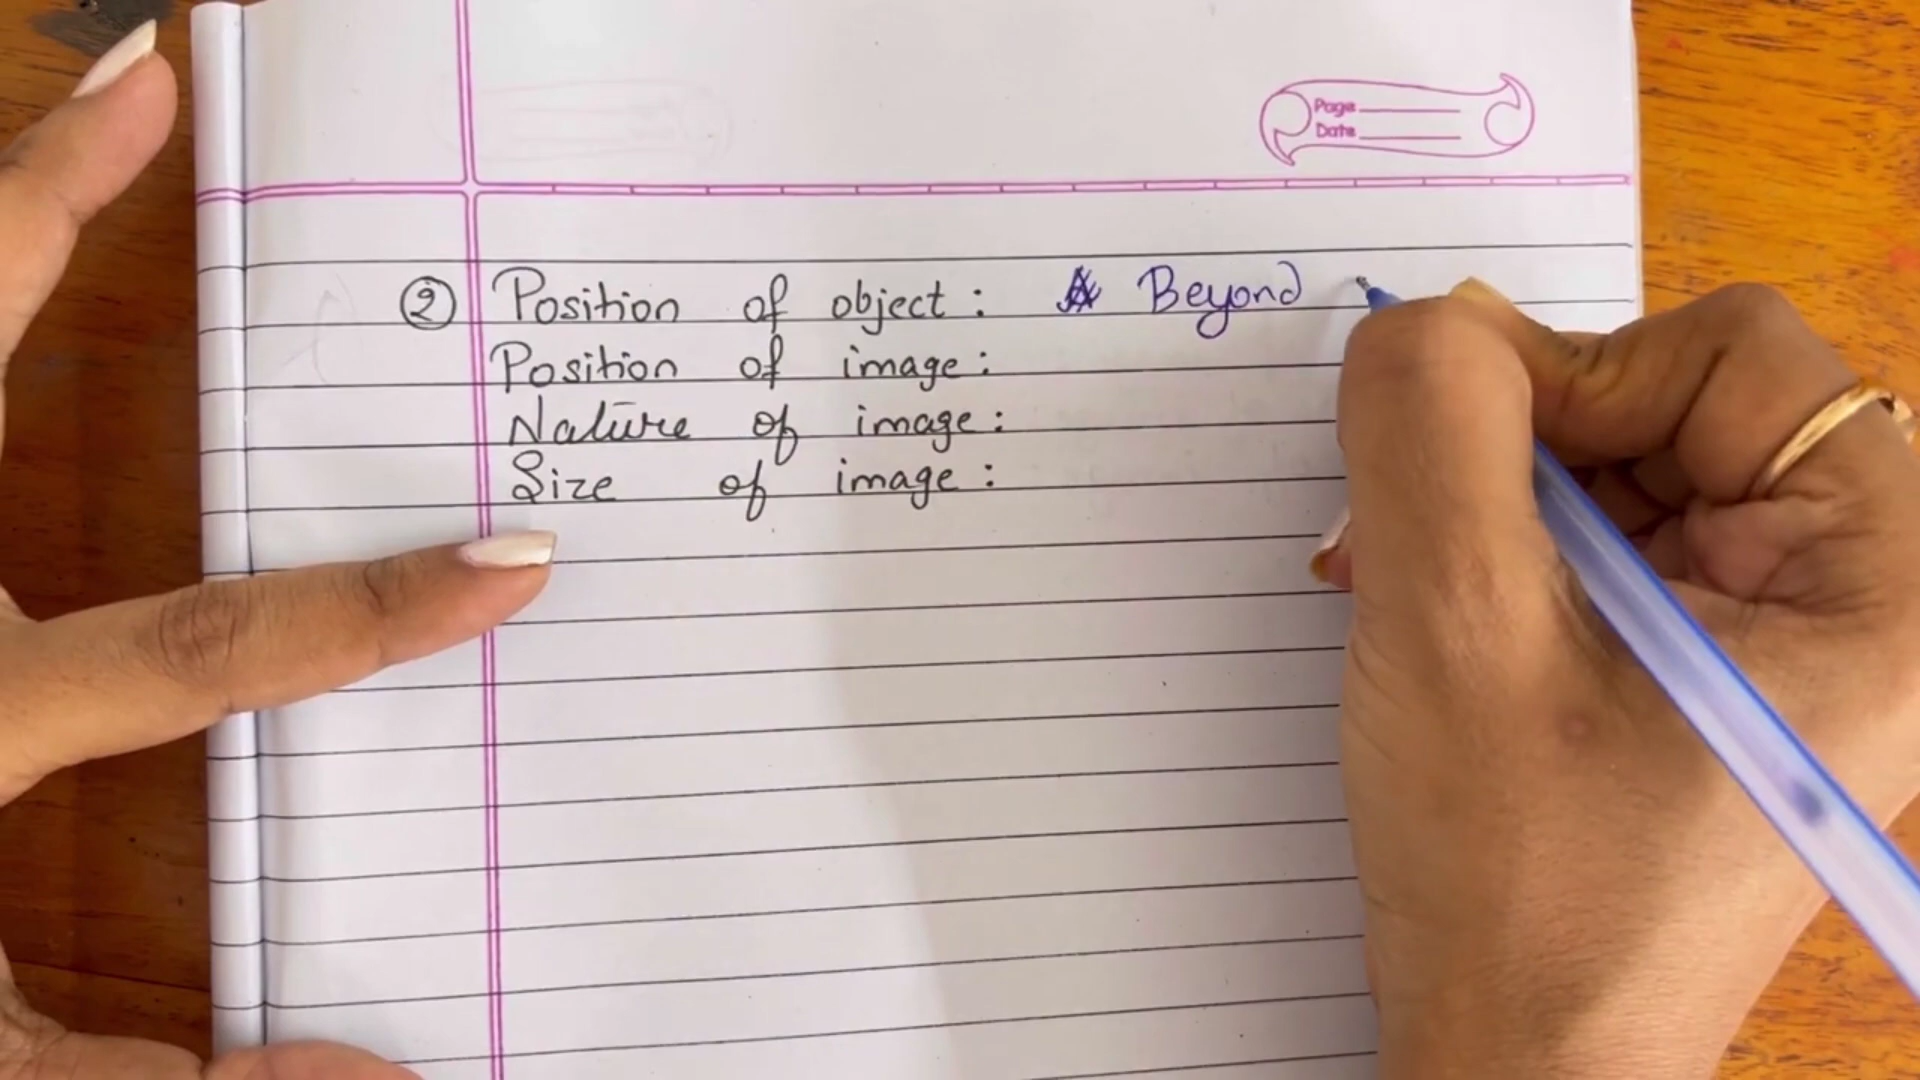 Page
Date
② Position of object: Beyond
Position of image:
Nature of image:
Size of image: